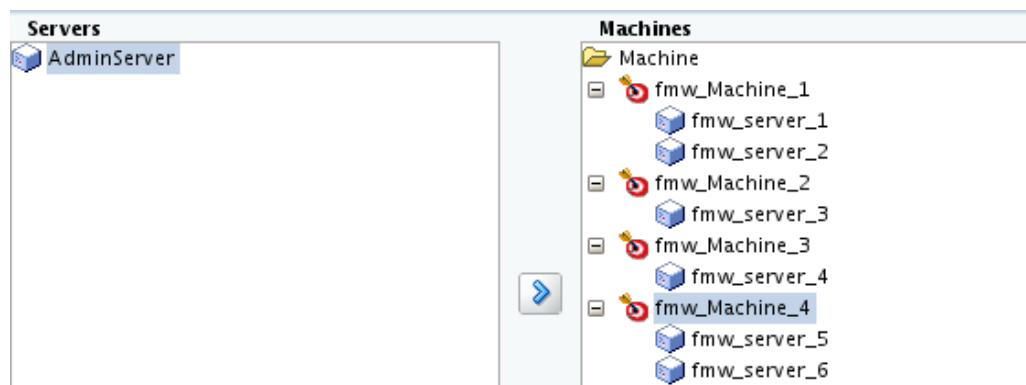 Servers
AdminServer
Machines
Machine
fmw_Machine_1
fmw_server_1
fmw_server_2
fmw_Machine_2
fmw_server_3
fmw_Machine_3
fmw_server_4
fmw_Machine_4
fmw_server_5
fmw_server_6